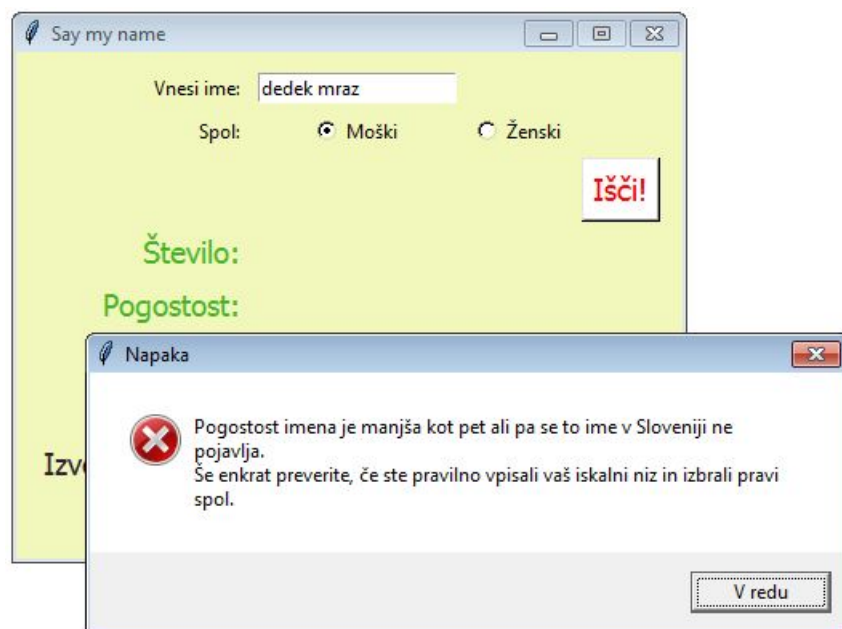 Say my name
Vnesi ime: dedek mraz
Spol: Moški Ženski
Išči!
Število:
Pogostost:
Napaka
Pogostost imena je manjša kot pet ali pa se to ime v Sloveniji ne
pojavlja.
Še enkrat preverite, če ste pravilno vpisali vaš iskalni niz in izbrali pravi
spol.
V redu